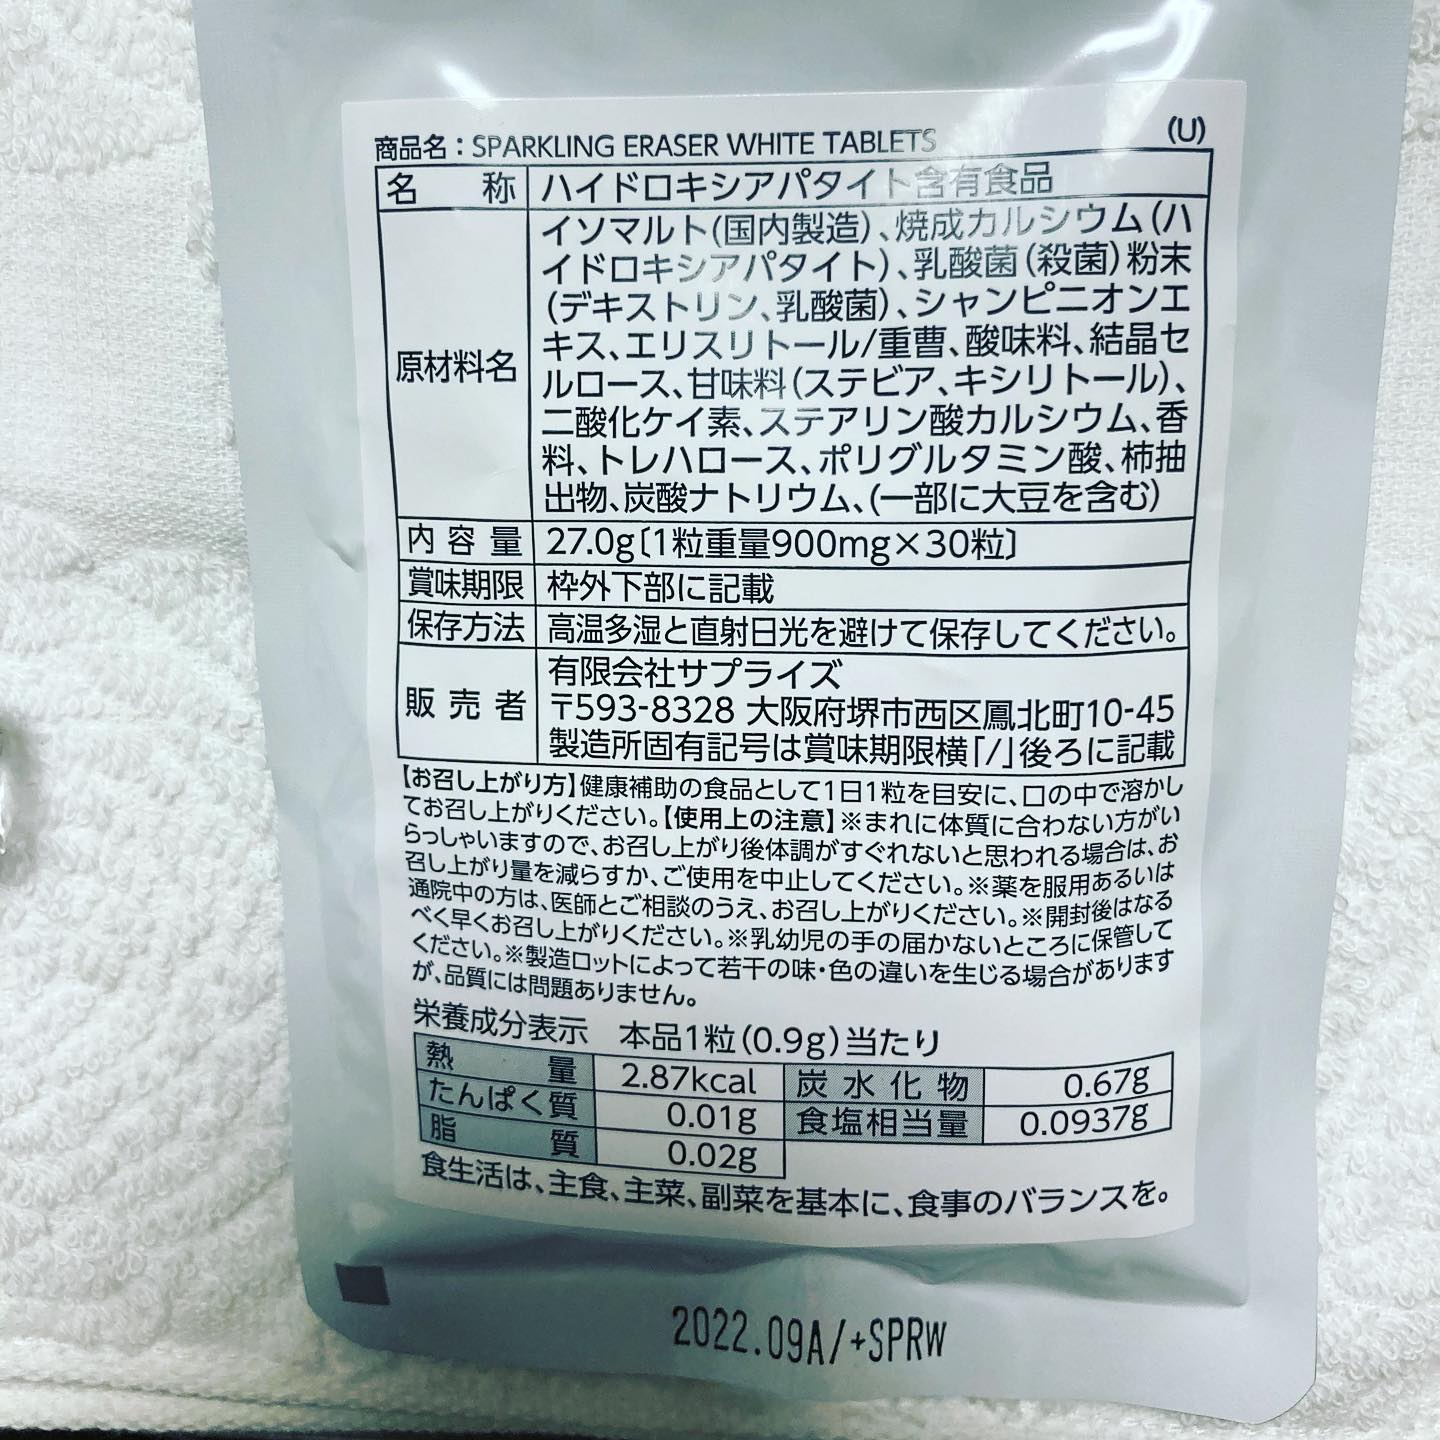 商品名：SPARKLING ERASER WHITE TABLETS (U)
名称 ハイドロキシアパタイト含有食品
原材料名
イソマルト(国内製造)、焼成カルシウム(ハ
イドロキシアパタイト)、乳酸菌(殺菌)粉末
(デキストリン、乳酸菌)、シャンピニオンエ
キス、エリスリトール/重曹、酸味料、結晶セ
ルロース、甘味料(ステビア、キシリトール)、
二酸化ケイ素、ステアリン酸カルシウム、香
料、トレハロース、ポリグルタミン酸、柿抽
出物、炭酸ナトリウム、(一部に大豆を含む)
内容量 27.0g〔1粒重量900mg×30粒〕
賞味期限 枠外下部に記載
保存方法 高温多湿と直射日光を避けて保存してください。
販売者
有限会社サプライズ
〒593-8328 大阪府堺市西区鳳北町10-45
製造所固有記号は賞味期限横「/」後ろに記載
【お召し上がり方】健康補助の食品として1日1粒を目安に、口の中で溶かし
てお召し上がりください。【使用上の注意】※まれに体質に合わない方がい
らっしゃいますので、お召し上がり後体調がすぐれないと思われる場合は、お
召し上がり量を減らすか、ご使用を中止してください。※薬を服用あるいは
通院中の方は、医師とご相談のうえ、お召し上がりください。※開封後はなる
べく早くお召し上がりください。※乳幼児の手の届かないところに保管して
ください。※製造ロットによって若干の味・色の違いを生じる場合があります
が、品質には問題ありません。
栄養成分表示 本品1粒(0.9g)当たり
熱量 2.87kcal 炭水化物 0.67g
たんぱく質 0.01g 食塩相当量 0.0937g
脂質 0.02g
食生活は、主食、主菜、副菜を基本に、食事のバランスを。
2022.09A/+SPRW